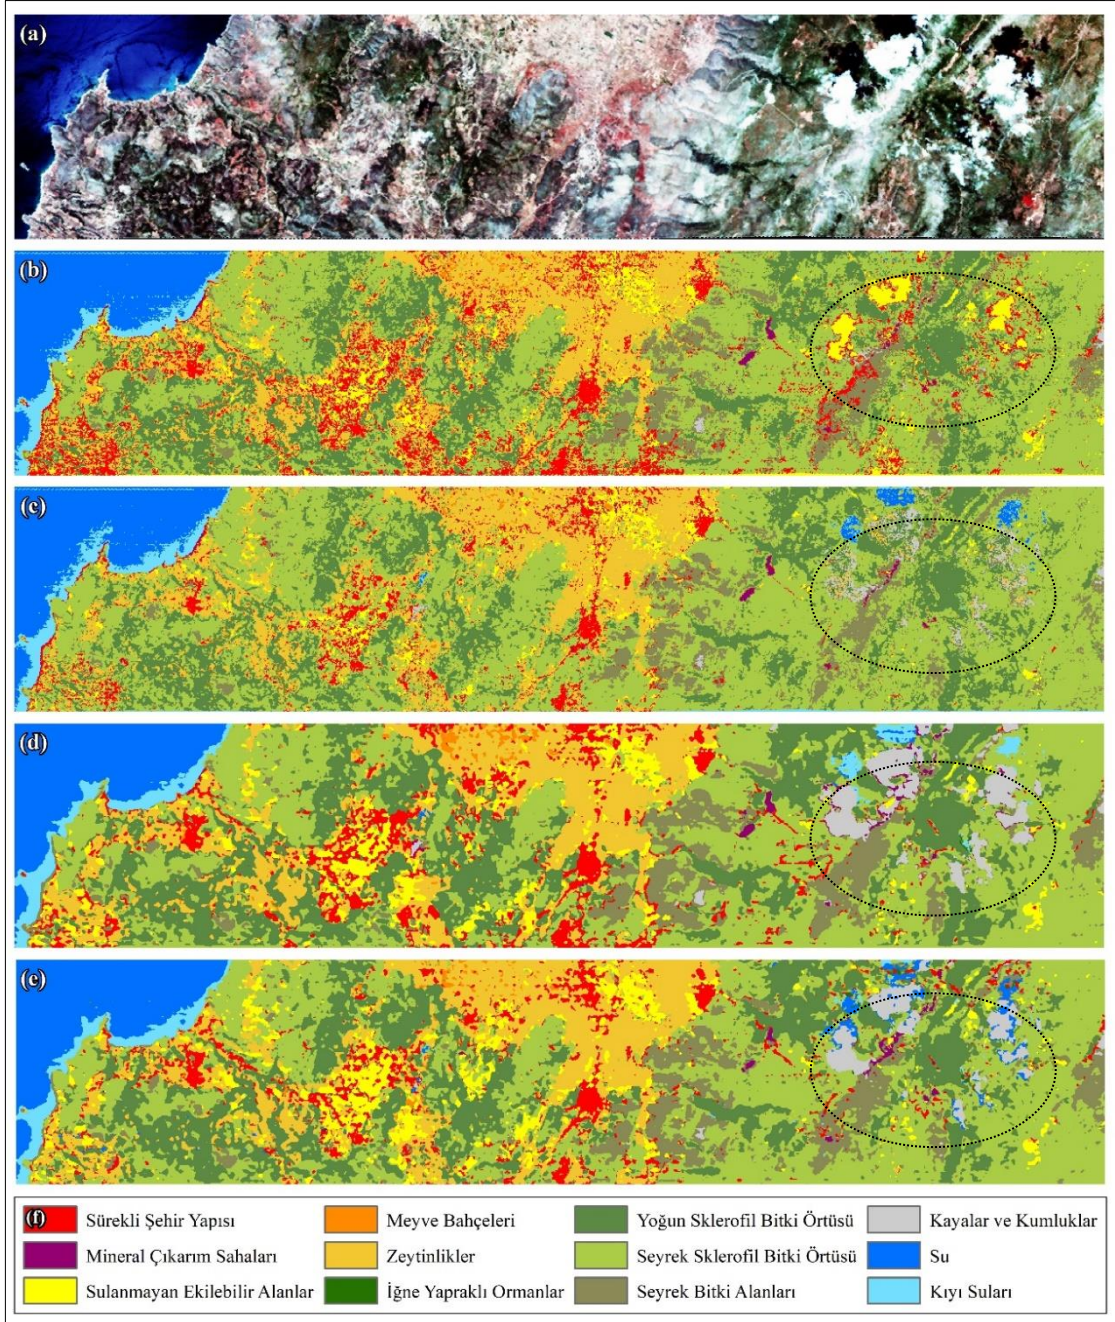 (a)
(b)
(c)
(d)
(e)
(f)
Sürekli Şehir Yapısı
Mineral Çıkarım Sahaları
Sulanmayan Ekilebilir Alanlar
Meyve Bahçeleri
Zeytinlikler
İğne Yapraklı Ormanlar
Yoğun Sklerofil Bitki Örtüsü
Seyrek Sklerofil Bitki Örtüsü
Seyrek Bitki Alanları
Kayalar ve Kumluklar
Su
Kıyı Suları